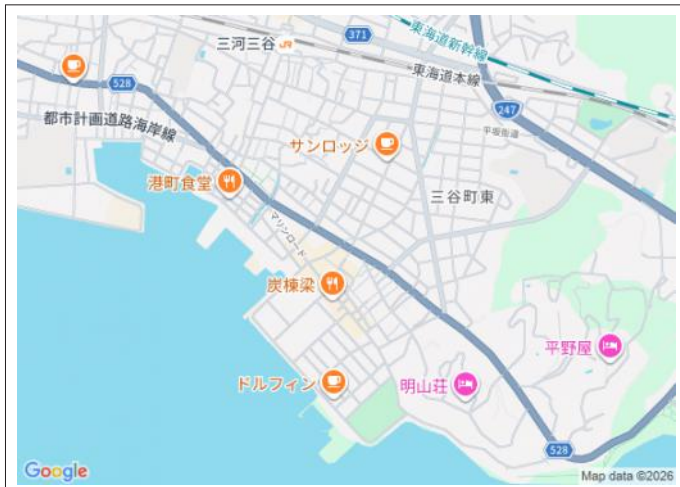 371
東海道新幹線
三河三谷 JR
東海道本線
528
247
都市計画道路海岸線
平坂街道
サンロッジ
港町食堂
三谷町東
マリンロード
炭棟梁
平野屋
ドルフィン
明山荘
528
Google
Map data ©2026